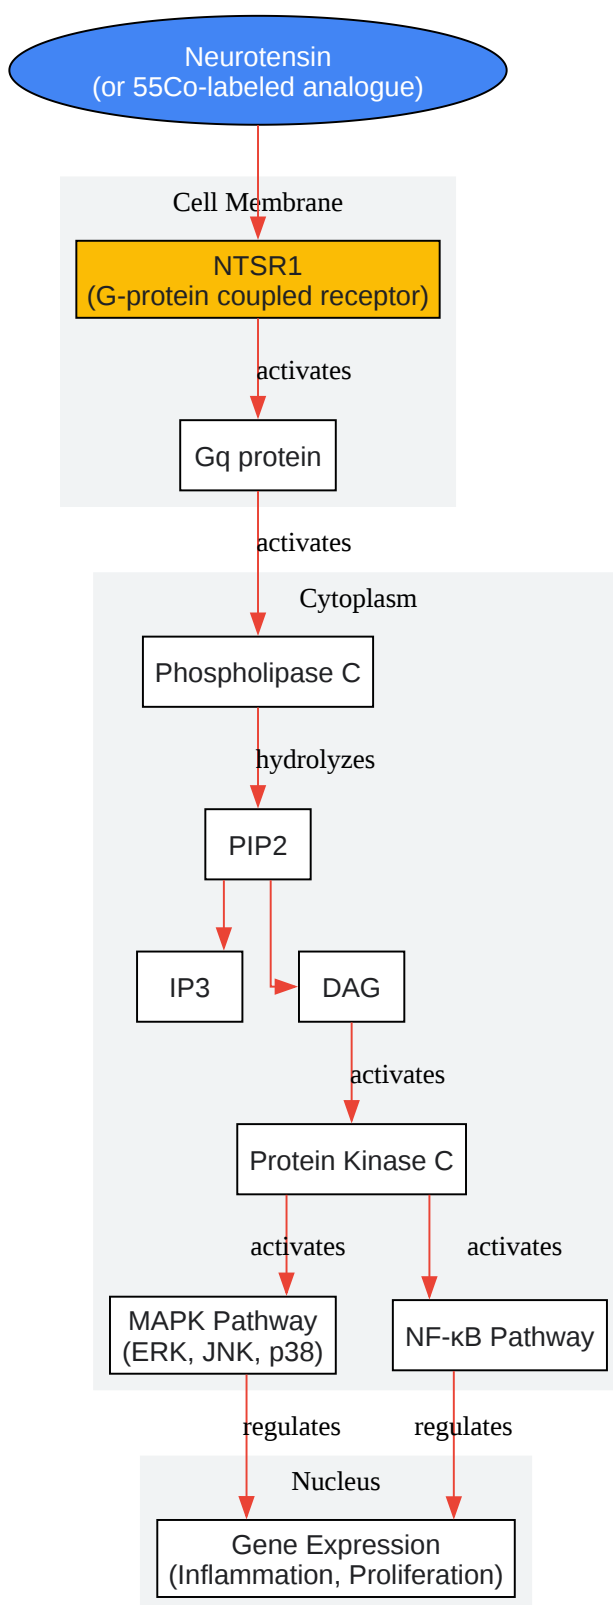 Neurotensin
(or 55Co-labeled analogue)
Cell Membrane
NTSR1
(G-protein coupled receptor)
activates
Gq protein
activates
Cytoplasm
Phospholipase C
hydrolyzes
PIP2
IP3
DAG
activates
Protein Kinase C
activates
activates
MAPK Pathway
(ERK, JNK, p38)
NF-κB Pathway
regulates
regulates
Nucleus
Gene Expression
(Inflammation, Proliferation)